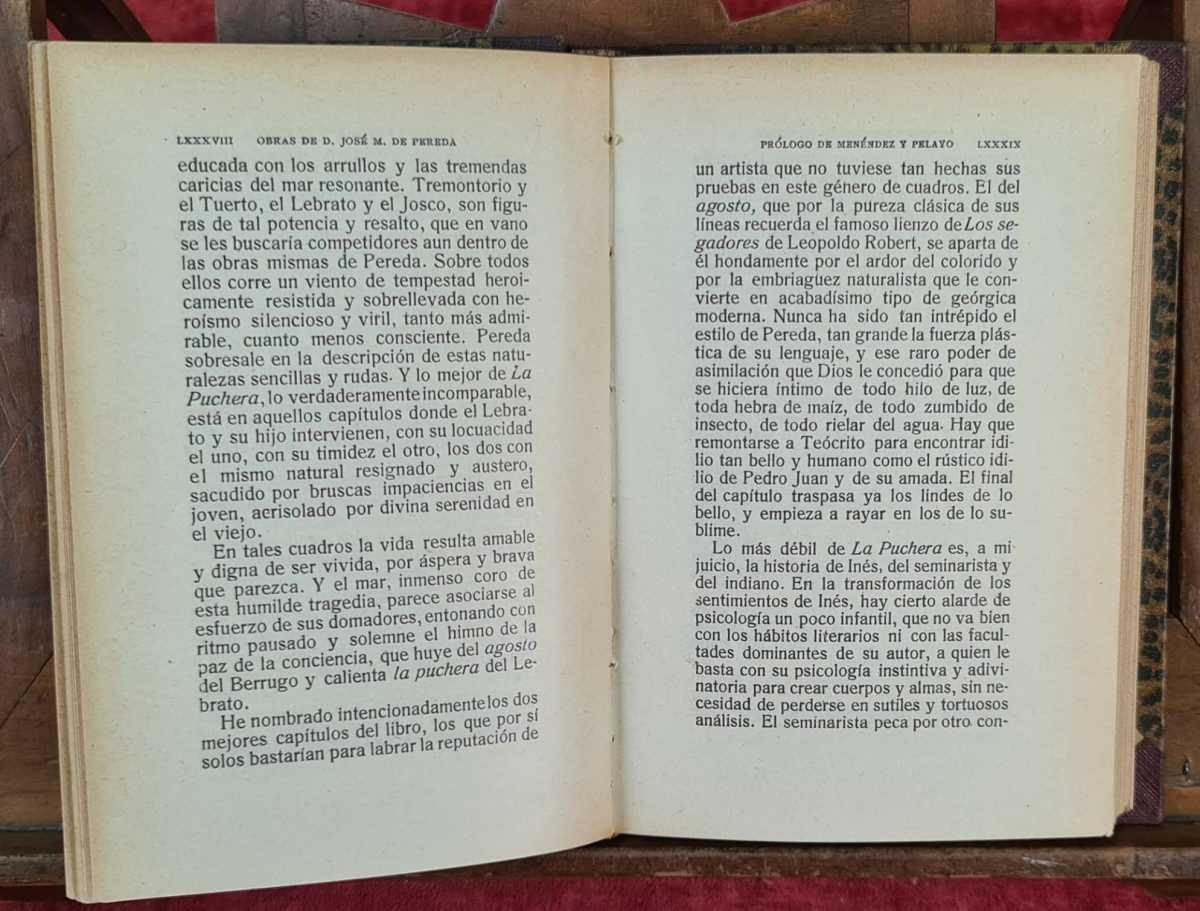 LXXXVIII OBRAS DE D. JOSÉ M. DE PEREDA
educada con los arrullos y las tremendas
caricias del mar resonante. Tremontorio y
el Tuerto, el Lebrato y el Josco, son figu-
ras de tal potencia y resalto, que en vano
se les buscaría competidores aun dentro de
las obras mismas de Pereda. Sobre todos
ellos corre un viento de tempestad heroi-
camente resistida y sobrellevada con he-
roísmo silencioso y viril, tanto más admi-
rable, cuanto menos consciente. Pereda
sobresale en la descripción de estas natu-
ralezas sencillas y rudas. Y lo mejor de La
Puchera, lo verdaderamente incomparable,
está en aquellos capítulos donde el Lebra-
to y su hijo intervienen, con su locuacidad
el uno, con su timidez el otro, los dos con
el mismo natural resignado y austero,
sacudido por bruscas impaciencias en el
joven, acrisolado por divina serenidad en
el viejo.
En tales cuadros la vida resulta amable
y digna de ser vivida, por áspera y brava
que parezca. Y el mar, inmenso coro de
esta humilde tragedia, parece asociarse al
esfuerzo de sus domadores, entonando con
ritmo pausado y solemne el himno de la
paz de la conciencia, que huye del agosto
del Berrugo y calienta la puchera del Le-
brato.
He nombrado intencionadamente los dos
mejores capítulos del libro, los que por sí
solos bastarían para labrar la reputación de
PRÓLOGO DE MENÉNDEZ Y PELAYO LXXXIX
un artista que no tuviese tan hechas sus
pruebas en este género de cuadros. El del
agosto, que por la pureza clásica de sus
líneas recuerda el famoso lienzo de Los se-
gadores de Leopoldo Robert, se aparta de
él hondamente por el ardor del colorido y
por la embriaguez naturalista que le con-
vierte en acabadísimo tipo de geórgica
moderna. Nunca ha sido tan intrépido el
estilo de Pereda, tan grande la fuerza plás-
tica de su lenguaje, y ese raro poder de
asimilación que Dios le concedió para que
se hiciera íntimo de todo hilo de luz, de
toda hebra de maíz, de todo zumbido de
insecto, de todo rielar del agua. Hay que
remontarse a Teócrito para encontrar idi-
lio tan bello y humano como el rústico idi-
lio de Pedro Juan y de su amada. El final
del capítulo traspasa ya los lindes de lo
bello, y empieza a rayar en los de lo su-
blime.
Lo más débil de La Puchera es, a mi
juicio, la historia de Inés, del seminarista y
del indiano. En la transformación de los
sentimientos de Inés, hay cierto alarde de
psicología un poco infantil, que no va bien
con los hábitos literarios ni con las facul-
tades dominantes de su autor, a quien le
basta con su psicología instintiva y adivi-
natoria para crear cuerpos y almas, sin ne-
cesidad de perderse en sutiles y tortuosos
análisis. El seminarista peca por otro con-